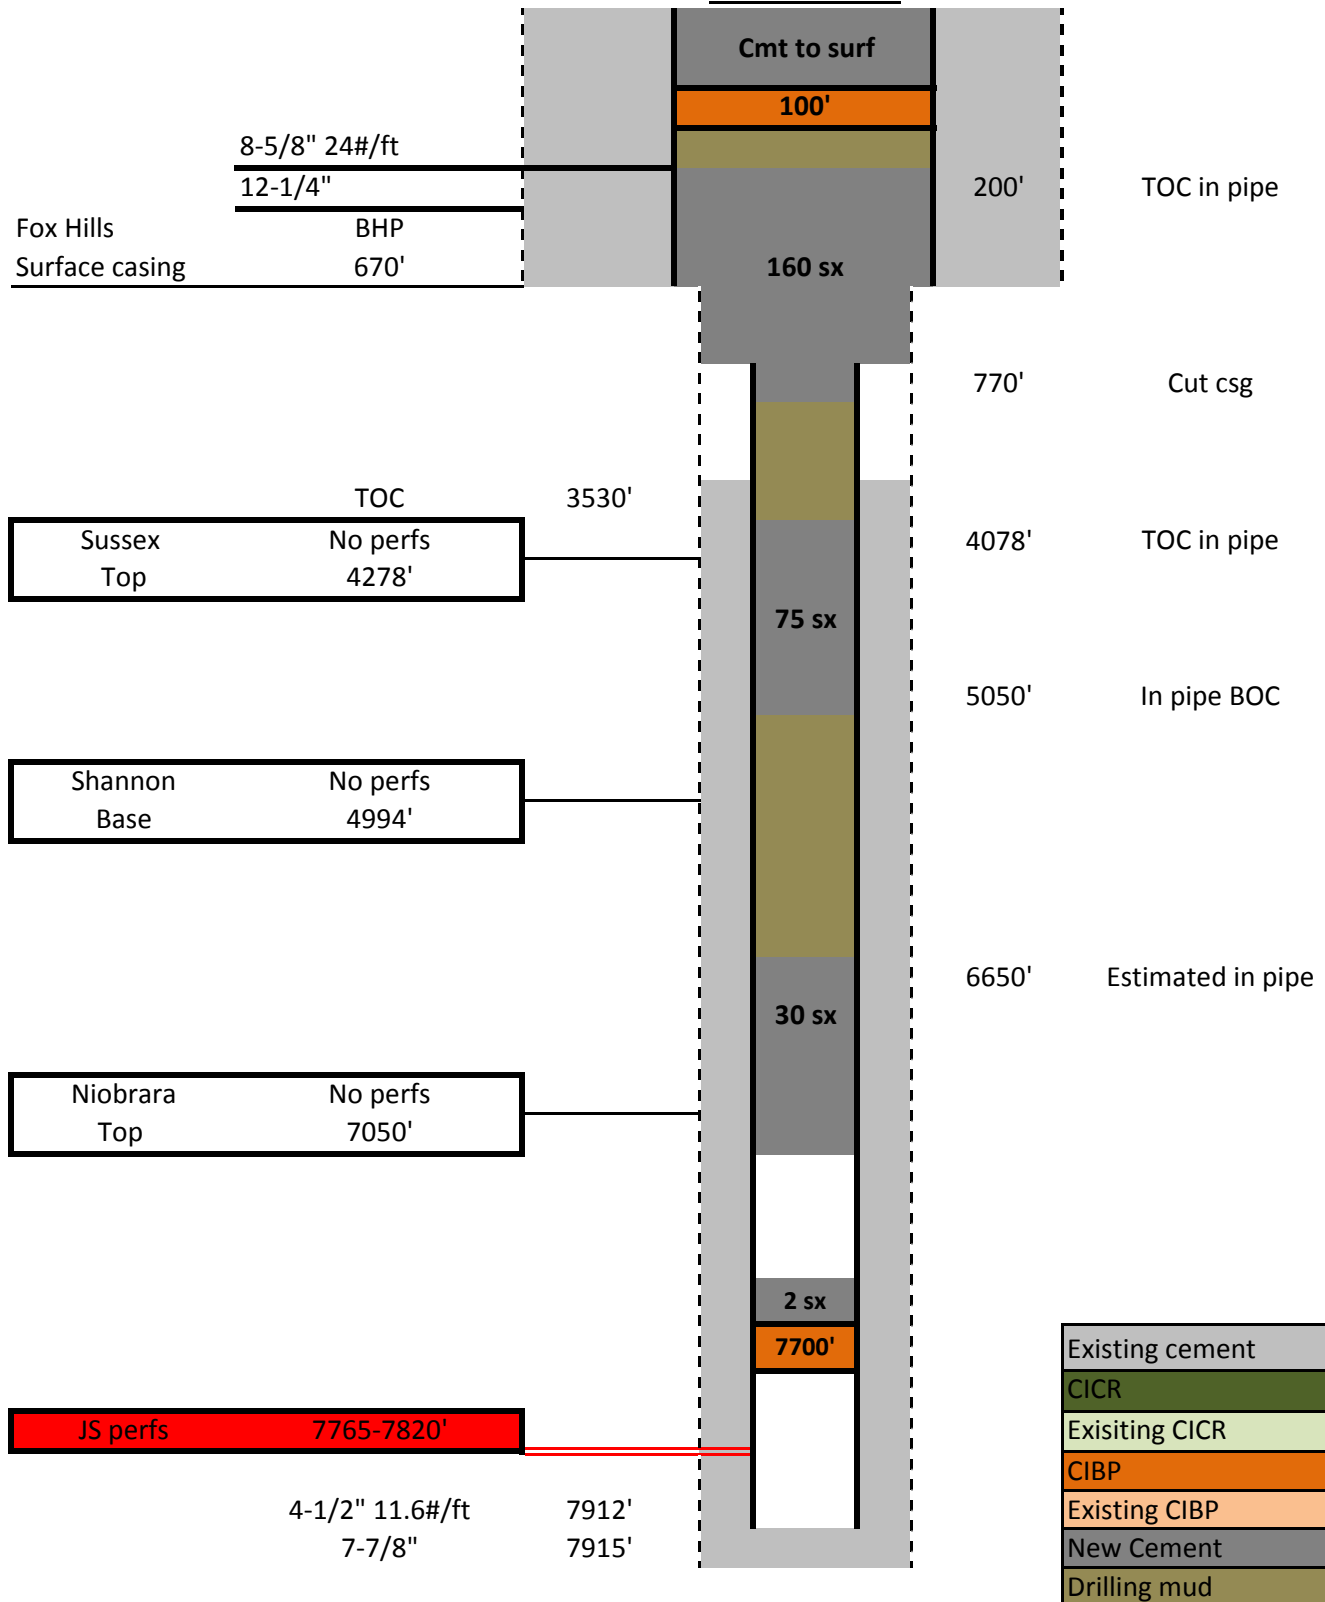 Cmt to surf
100'
8-5/8" 24#/ft
12-1/4"
200' TOC in pipe
Fox Hills BHP
Surface casing 670'
160 sx
770' Cut csg
TOC 3530'
Sussex No perfs
Top 4278'
4078' TOC in pipe
75 sx
5050' In pipe BOC
Shannon No perfs
Base 4994'
6650' Estimated in pipe
30 sx
Niobrara No perfs
Top 7050'
2 sx
7700'
JS perfs 7765-7820'
4-1/2" 11.6#/ft 7912'
7-7/8" 7915'
Existing cement
CICR
Exisiting CICR
CIBP
Existing CIBP
New Cement
Drilling mud